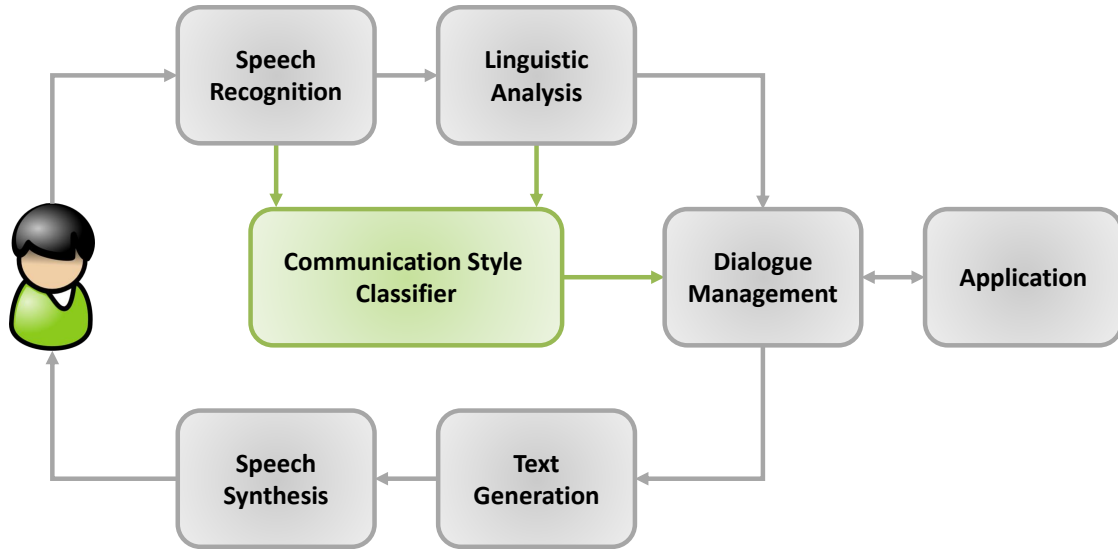 Speech
Recognition
Linguistic
Analysis
Communication Style
Classifier
Dialogue
Management
Application
Speech
Synthesis
Text
Generation